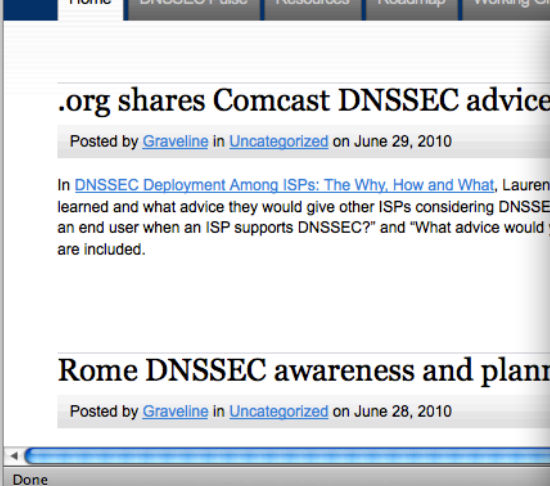 Home DNSSEC Pulse Resources Roadmap Working
.org shares Comcast DNSSEC advice
Posted by Graveline in Uncategorized on June 29, 2010
In DNSSEC Deployment Among ISPs: The Why, How and What, Lauren
learned and what advice they would give other ISPs considering DNSSE
an end user when an ISP supports DNSSEC?" and "What advice would
are included.
Rome DNSSEC awareness and plann
Posted by Graveline in Uncategorized on June 28, 2010
Done